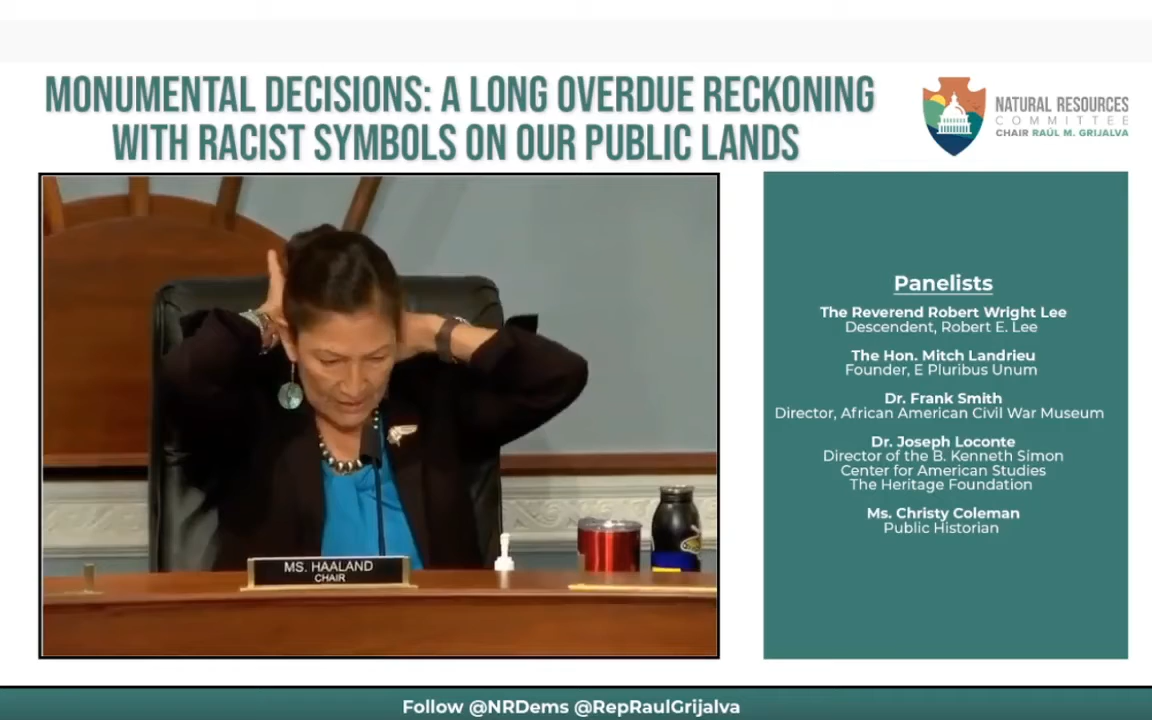 MONUMENTAL DECISIONS: A LONG OVERDUE RECKONING
WITH RACIST SYMBOLS ON OUR PUBLIC LANDS
NATURAL RESOURCES
COMMITTEE
CHAIR RAÚL M. GRIJALVA
MS. HAALAND
CHAIR
Panelists
The Reverend Robert Wright Lee
Descendent, Robert E. Lee
The Hon. Mitch Landrieu
Founder, E Pluribus Unum
Dr. Frank Smith
Director, African American Civil War Museum
Dr. Joseph Loconte
Director of the B. Kenneth Simon
Center for American Studies
The Heritage Foundation
Ms. Christy Coleman
Public Historian
Follow @NRDems @RepRaulGrijalva